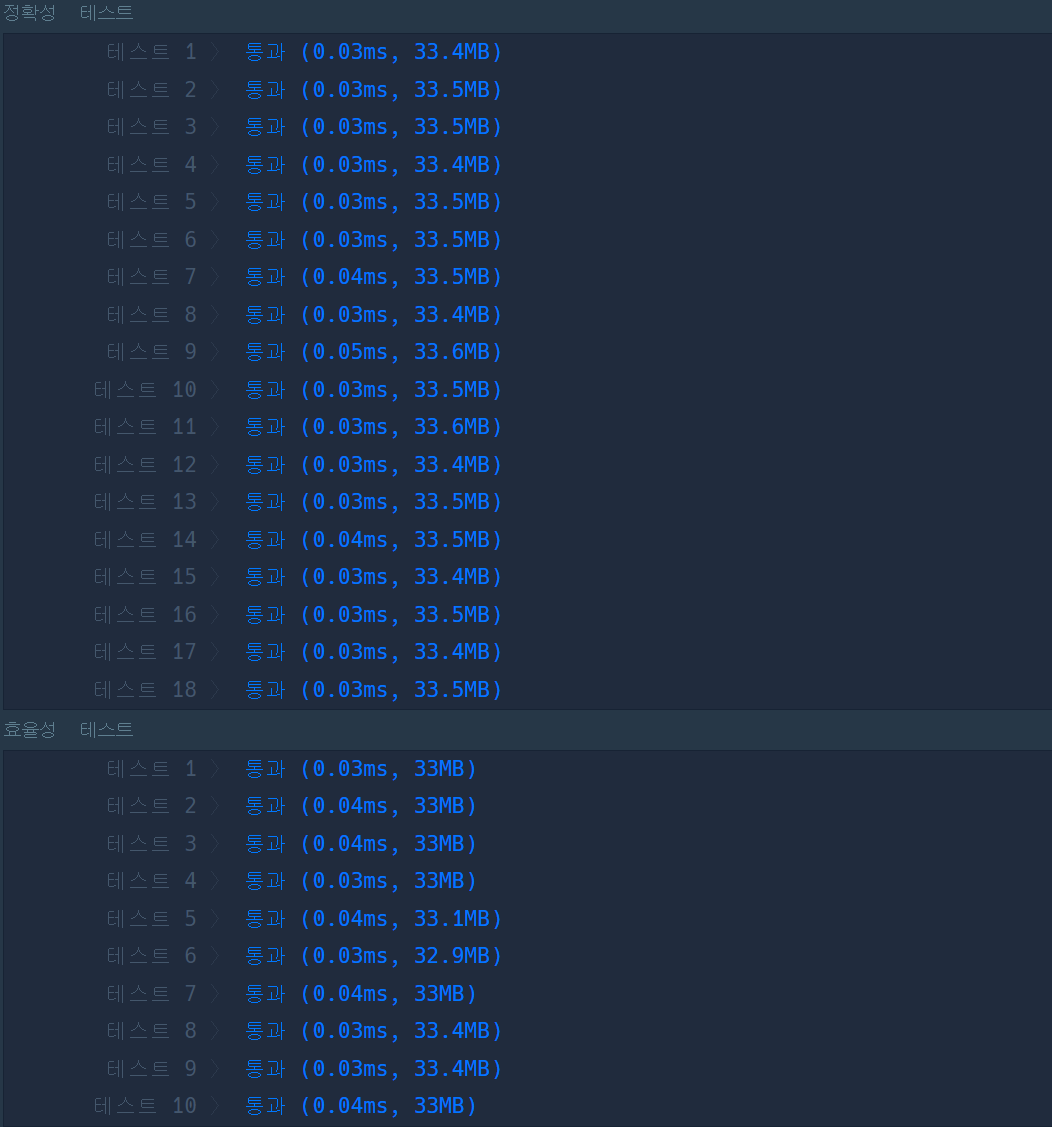 정확성 테스트
테스트 1 〉 통과 (0.03ms, 33.4MB)
테스트 2 〉 통과 (0.03ms, 33.5MB)
테스트 3 〉 통과 (0.03ms, 33.5MB)
테스트 4 〉 통과 (0.03ms, 33.4MB)
테스트 5 〉 통과 (0.03ms, 33.5MB)
테스트 6 〉 통과 (0.03ms, 33.5MB)
테스트 7 〉 통과 (0.04ms, 33.5MB)
테스트 8 〉 통과 (0.03ms, 33.4MB)
테스트 9 〉 통과 (0.05ms, 33.6MB)
테스트 10 〉 통과 (0.03ms, 33.5MB)
테스트 11 〉 통과 (0.03ms, 33.6MB)
테스트 12 〉 통과 (0.03ms, 33.4MB)
테스트 13 〉 통과 (0.03ms, 33.5MB)
테스트 14 〉 통과 (0.04ms, 33.5MB)
테스트 15 〉 통과 (0.03ms, 33.4MB)
테스트 16 〉 통과 (0.03ms, 33.5MB)
테스트 17 〉 통과 (0.03ms, 33.4MB)
테스트 18 〉 통과 (0.03ms, 33.5MB)
효율성 테스트
테스트 1 〉 통과 (0.03ms, 33MB)
테스트 2 〉 통과 (0.04ms, 33MB)
테스트 3 〉 통과 (0.04ms, 33MB)
테스트 4 〉 통과 (0.03ms, 33MB)
테스트 5 〉 통과 (0.04ms, 33.1MB)
테스트 6 〉 통과 (0.03ms, 32.9MB)
테스트 7 〉 통과 (0.04ms, 33MB)
테스트 8 〉 통과 (0.03ms, 33.4MB)
테스트 9 〉 통과 (0.03ms, 33.4MB)
테스트 10 〉 통과 (0.04ms, 33MB)